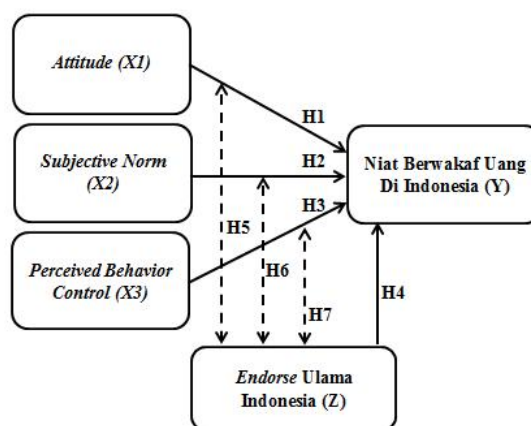 Attitude (X1)
H1
Subjective Norm
(X2)
H2
Niat Berwakaf Uang
Di Indonesia (Y)
H3
Perceived Behavior
Control (X3)
H5
H6
H7
H4
Endorse Ulama
Indonesia (Z)